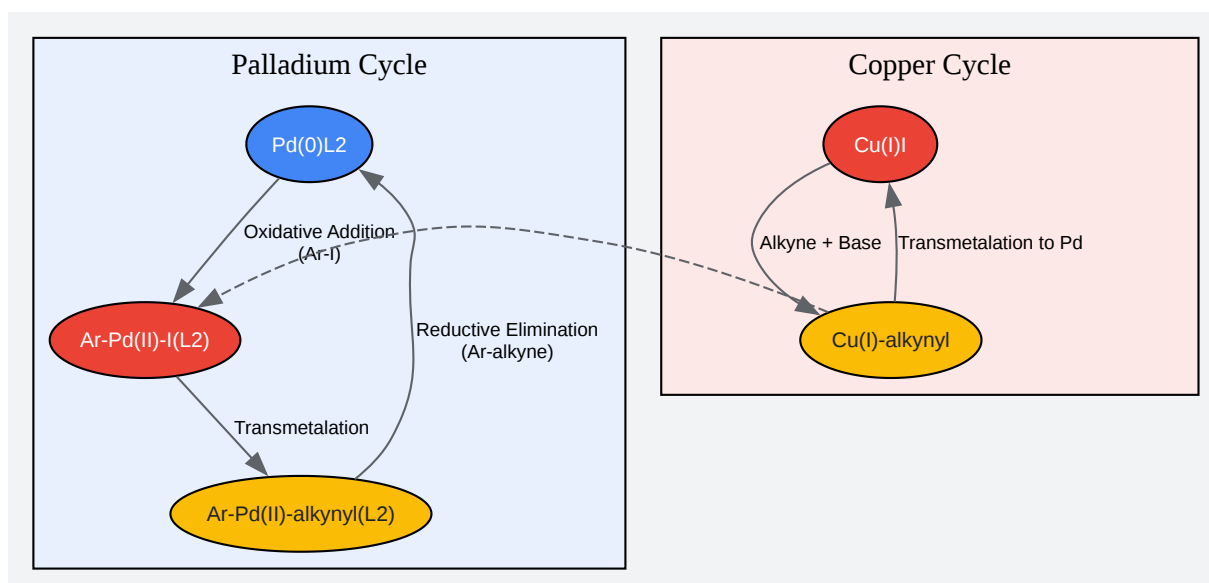 Palladium Cycle
Pd(0)L2
Oxidative Addition
(Ar-I)
Ar-Pd(II)-I(L2)
Reductive Elimination
(Ar-alkyne)
Transmetalation
Ar-Pd(II)-alkynyl(L2)
Copper Cycle
Cu(I)I
Alkyne + Base
Transmetalation to Pd
Cu(I)-alkynyl